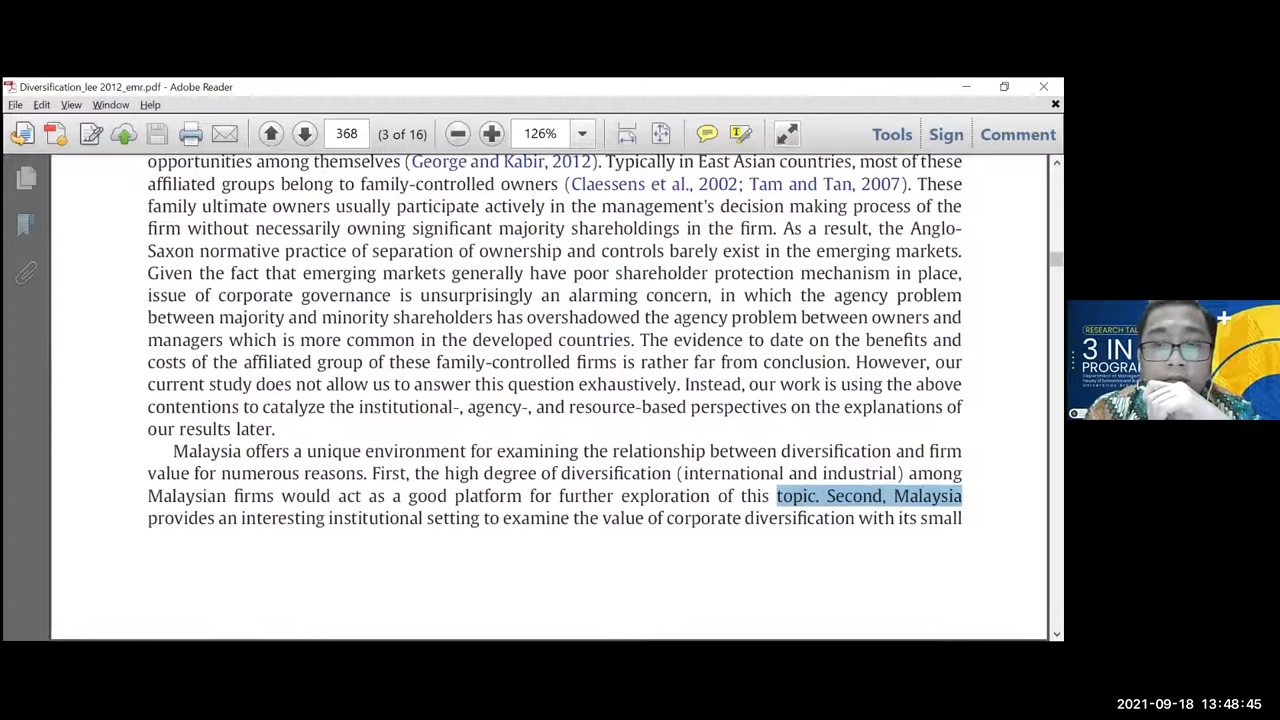 Diversification_lee 2012_emr.pdf - Adobe Reader
File Edit View Window Help
368 (3 of 16) 126% Tools Sign Comment
opportunities among themselves (George and Kabir, 2012). Typically in East Asian countries, most of these
affiliated groups belong to family-controlled owners (Claessens et al., 2002; Tam and Tan, 2007). These
family ultimate owners usually participate actively in the management's decision making process of the
firm without necessarily owning significant majority shareholdings in the firm. As a result, the Anglo-
Saxon normative practice of separation of ownership and controls barely exist in the emerging markets.
Given the fact that emerging markets generally have poor shareholder protection mechanism in place,
issue of corporate governance is unsurprisingly an alarming concern, in which the agency problem
between majority and minority shareholders has overshadowed the agency problem between owners and
managers which is more common in the developed countries. The evidence to date on the benefits and
costs of the affiliated group of these family-controlled firms is rather far from conclusion. However, our
current study does not allow us to answer this question exhaustively. Instead, our work is using the above
contentions to catalyze the institutional-, agency-, and resource-based perspectives on the explanations of
our results later.
Malaysia offers a unique environment for examining the relationship between diversification and firm
value for numerous reasons. First, the high degree of diversification (international and industrial) among
Malaysian firms would act as a good platform for further exploration of this topic. Second, Malaysia
provides an interesting institutional setting to examine the value of corporate diversification with its small
RESEARCH TAL
3 IN
PROGRA
2021-09-18 13:48:45